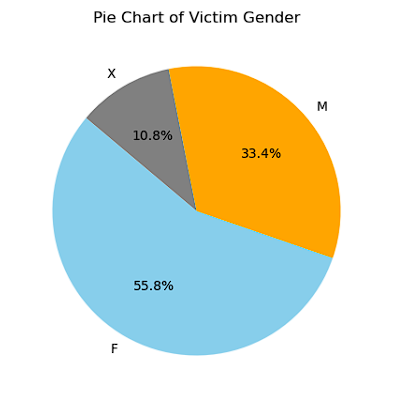 Pie Chart of Victim Gender
X
M
10.8%
33.4%
55.8%
F